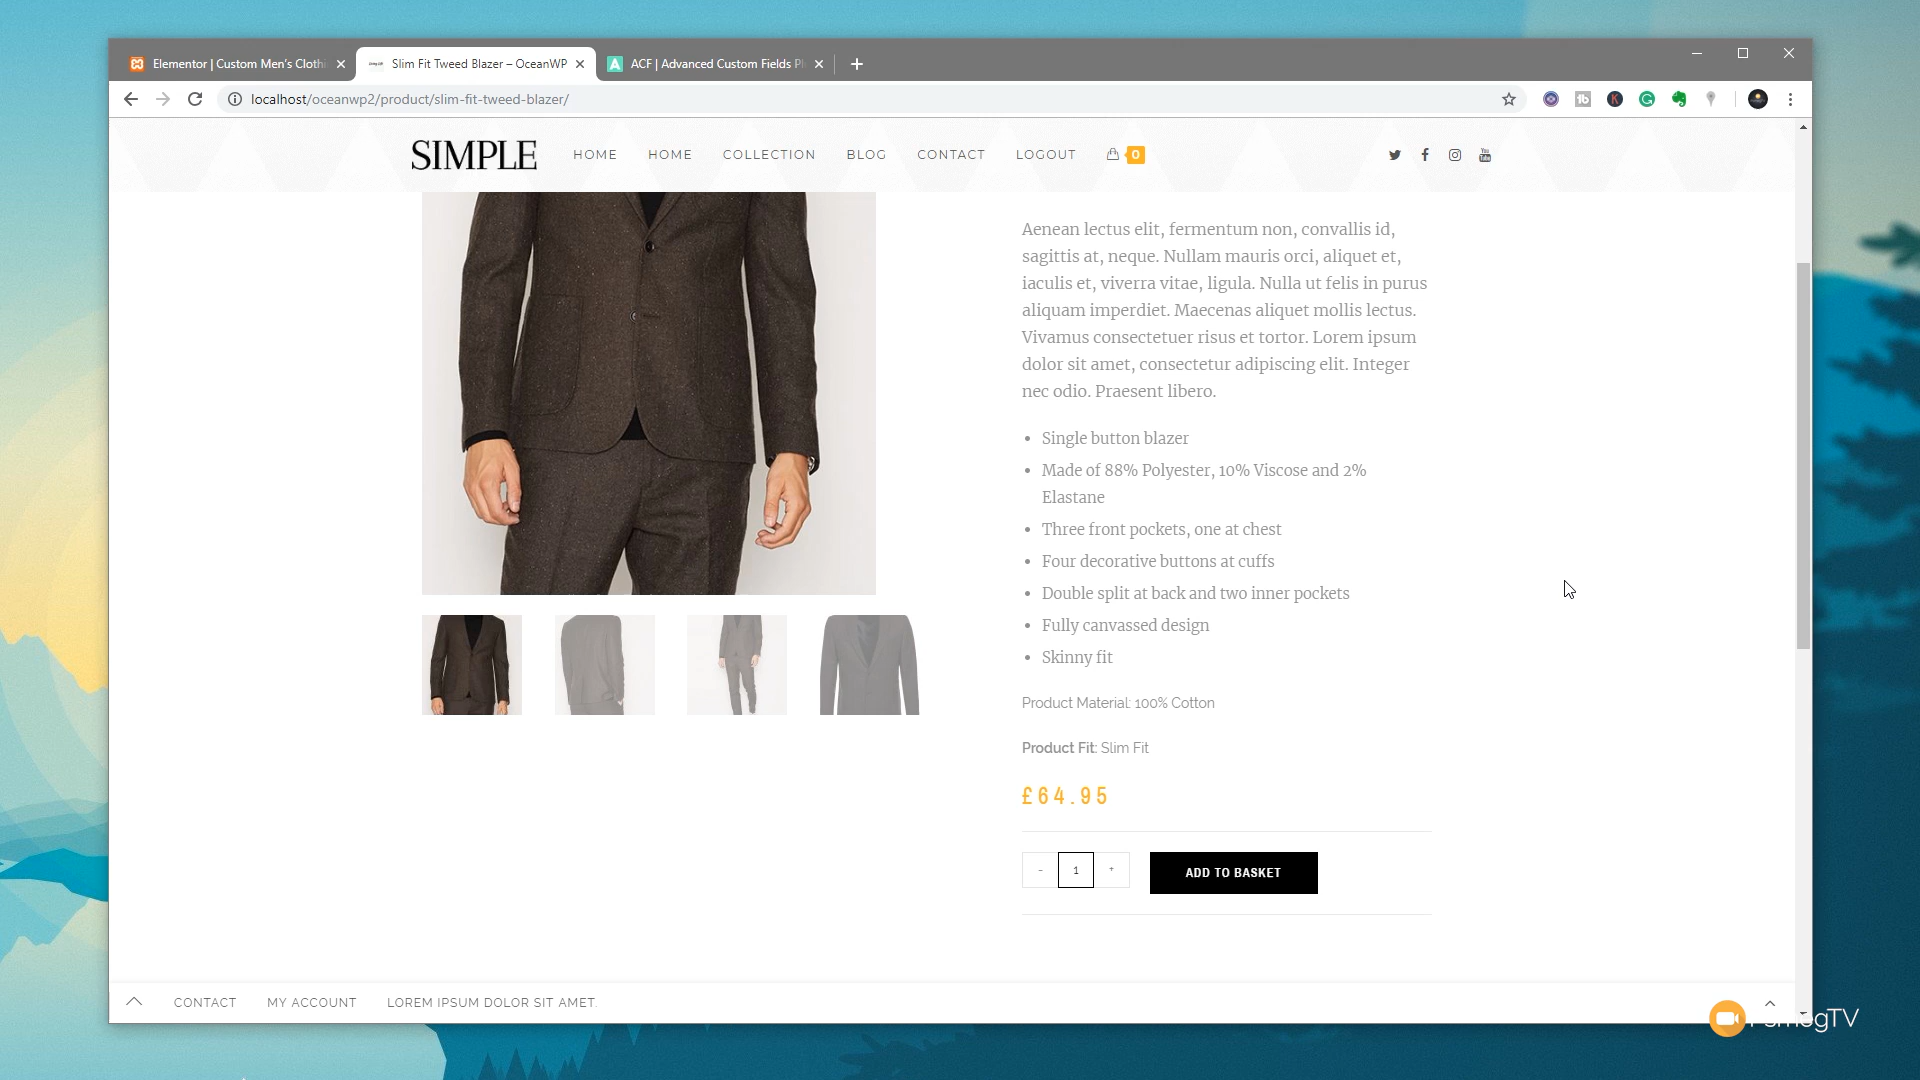 Elementor | Custom Men's Clothi
Slim Fit Tweed Blazer – OceanWP
ACF | Advanced Custom Fields Pl
localhost/oceanwp2/product/slim-fit-tweed-blazer/
SIMPLE
HOME
HOME
COLLECTION
BLOG
CONTACT
LOGOUT
0
You Tube
Aenean lectus elit, fermentum non, convallis id,
sagittis at, neque. Nullam mauris orci, aliquet et,
iaculis et, viverra vitae, ligula. Nulla ut felis in purus
aliquam imperdiet. Maecenas aliquet mollis lectus.
Vivamus consectetuer risus et tortor. Lorem ipsum
dolor sit amet, consectetur adipiscing elit. Integer
nec odio. Praesent libero.
• Single button blazer
• Made of 88% Polyester, 10% Viscose and 2%
Elastane
• Three front pockets, one at chest
• Four decorative buttons at cuffs
• Double split at back and two inner pockets
• Fully canvassed design
• Skinny fit
Product Material: 100% Cotton
Product Fit: Slim Fit
£64.95
- 1 +
ADD TO BASKET
CONTACT
MY ACCOUNT
LOREM IPSUM DOLOR SIT AMET.